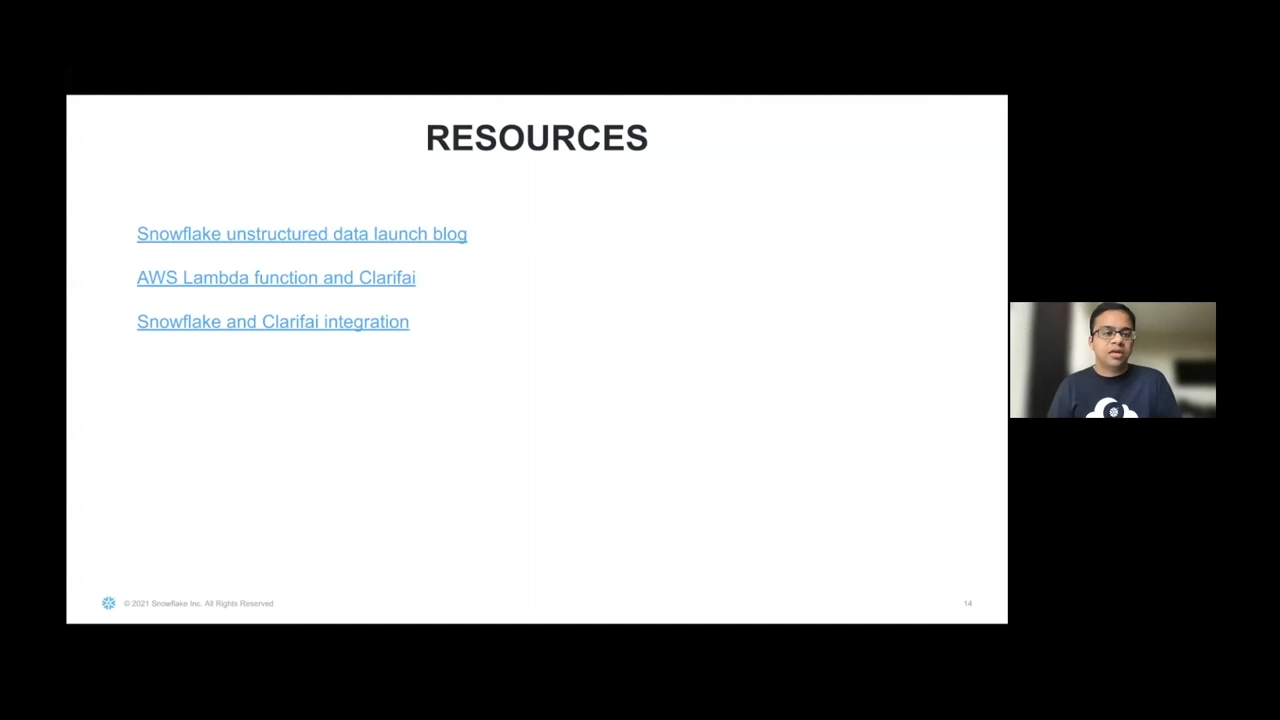 RESOURCES
Snowflake unstructured data launch blog
AWS Lambda function and Clarifai
Snowflake and Clarifai integration
© 2021 Snowflake Inc. All Rights Reserved
14